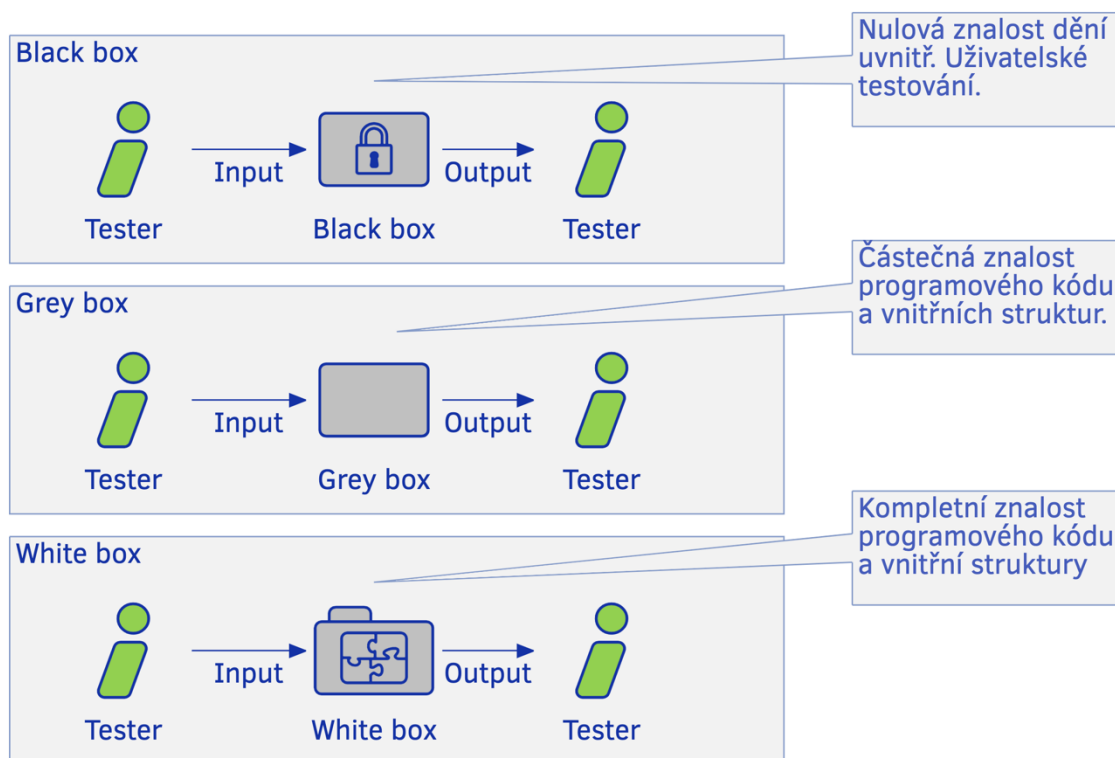 Black box
Nulová znalost dění
uvnitř. Uživatelské
testování.
Input
Output
Tester
Black box
Tester
Grey box
Částečná znalost
programového kódu
a vnitřních struktur.
Input
Output
Tester
Grey box
Tester
White box
Kompletní znalost
programového kódu
a vnitřní struktury
Input
Output
Tester
White box
Tester